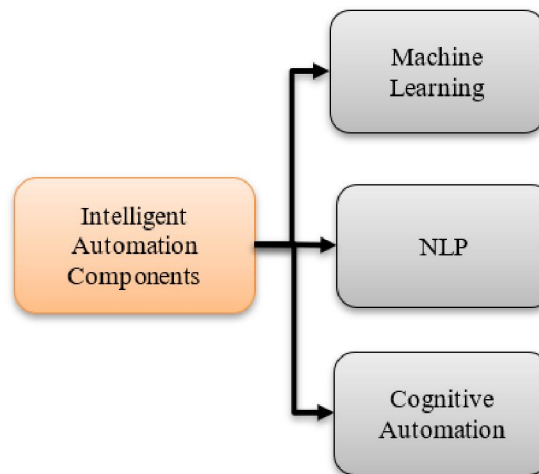 Machine
Learning
Intelligent
Automation
Components
NLP
Cognitive
Automation